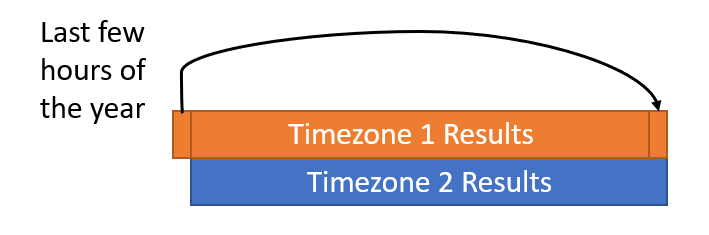 Last few
hours of
the year
Timezone 1 Results
Timezone 2 Results